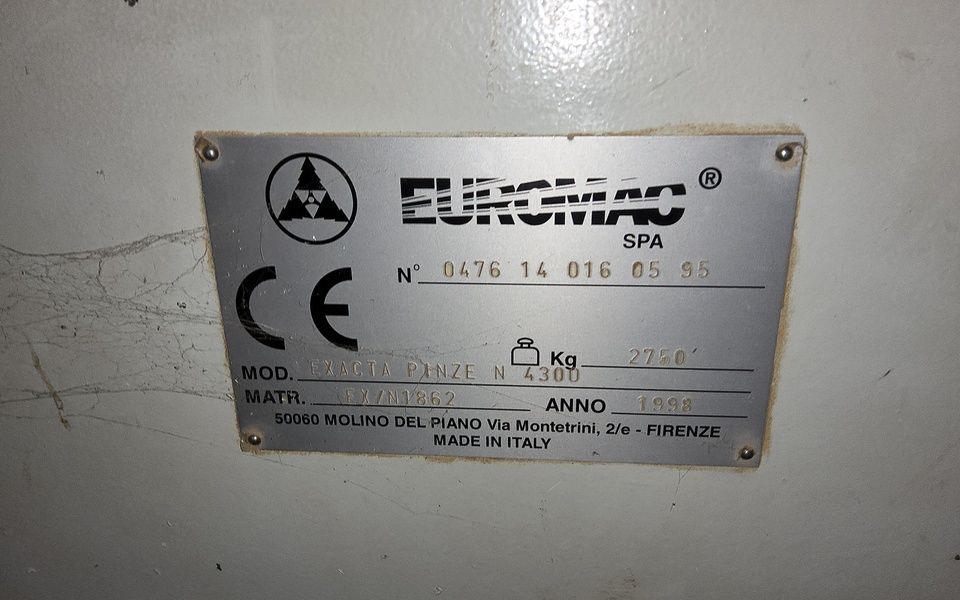 EUROMAC ®
SPA
N° 0476 14 016 05 95
CE
Kg 2750
MOD. EXACTA PINZE N 4300
MATR. EX/N1862 ANNO 1998
50060 MOLINO DEL PIANO Via Montetrini, 2/e - FIRENZE
MADE IN ITALY